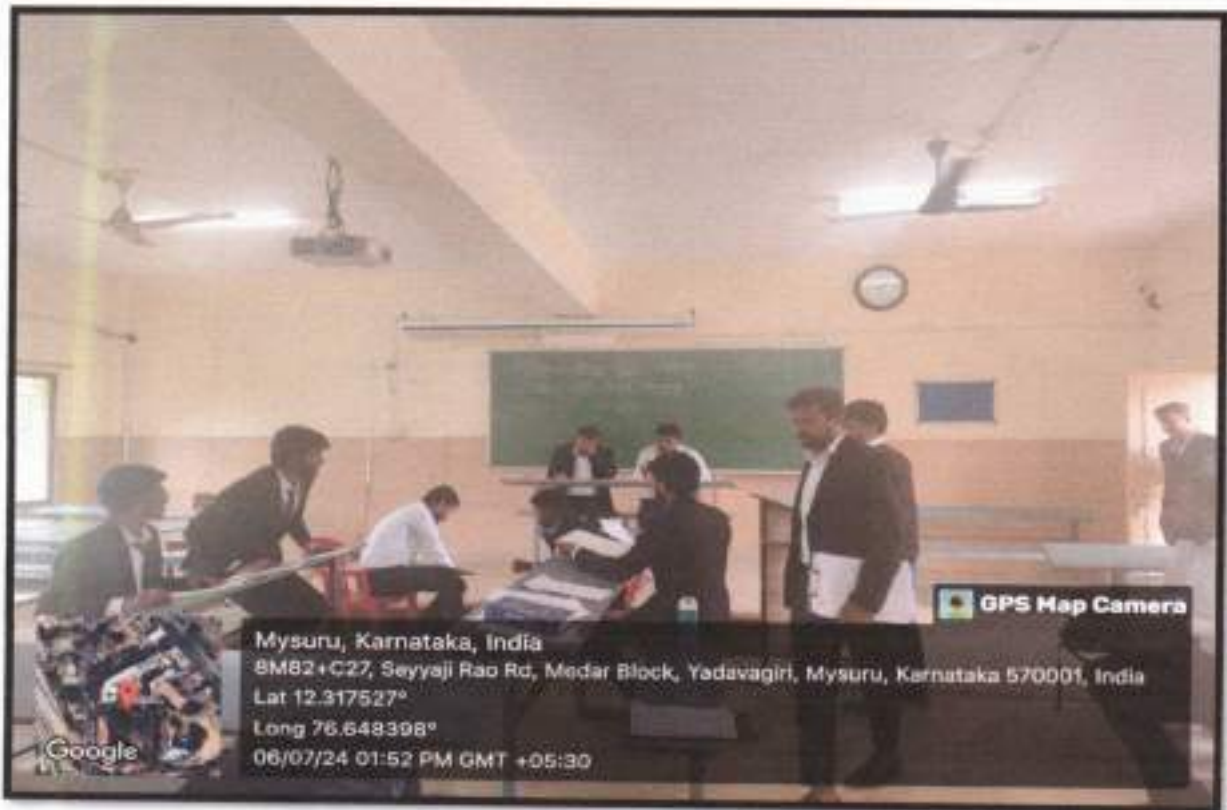 GPS Map Camera
Mysuru, Karnataka, India
8M82+C27, Sayyaji Rao Rd, Medar Block, Yadavagiri, Mysuru, Karnataka 570001, India
Lat 12.317527°
Long 76.648398°
06/07/24 01:52 PM GMT +05:30
Google